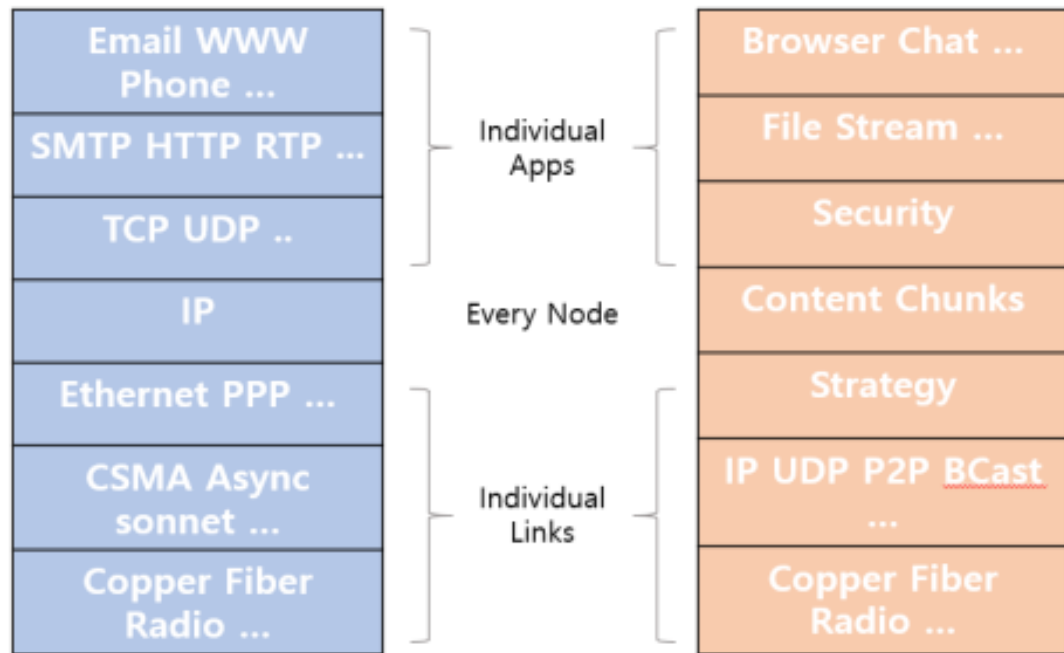 Email WWW
Phone ...
SMTP HTTP RTP ...
TCP UDP ..
IP
Ethernet PPP ...
CSMA Async
sonnet ...
Copper Fiber
Radio ...
Individual
Apps
Every Node
Individual
Links
Browser Chat ...
File Stream ...
Security
Content Chunks
Strategy
IP UDP P2P BCast
...
Copper Fiber
Radio ...